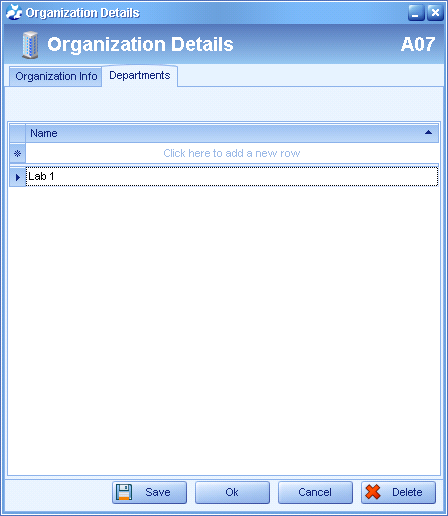 Organization Details
Organization Details A07
Organization Info Departments
Name
Click here to add a new row
Lab 1
Save Ok Cancel Delete